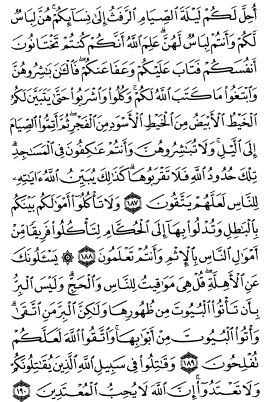 أُحِلَّ لَكُمْ لَيْلَةَ الصِّيَامِ الرَّفَثُ إِلَىٰ نِسَائِكُمْ هُنَّ لِبَاسٌ
لَّكُمْ وَأَنتُمْ لِبَاسٌ لَّهُنَّ عَلِمَ اللَّهُ أَنَّكُمْ كُنتُمْ تَخْتَانُونَ
أَنفُسَكُمْ فَتَابَ عَلَيْكُمْ وَعَفَا عَنكُمْ فَالْآنَ بَاشِرُوهُنَّ
وَابْتَغُوا مَا كَتَبَ اللَّهُ لَكُمْ وَكُلُوا وَاشْرَبُوا حَتَّىٰ يَتَبَيَّنَ لَكُمُ
الْخَيْطُ الْأَبْيَضُ مِنَ الْخَيْطِ الْأَسْوَدِ مِنَ الْفَجْرِ ثُمَّ أَتِمُّوا الصِّيَامَ
إِلَى الَّيْلِ وَلَا تُبَاشِرُوهُنَّ وَأَنتُمْ عَاكِفُونَ فِي الْمَسَاجِدِ
تِلْكَ حُدُودُ اللَّهِ فَلَا تَقْرَبُوهَا كَذَٰلِكَ يُبَيِّنُ اللَّهُ آيَاتِهِ
لِلنَّاسِ لَعَلَّهُمْ يَتَّقُونَ ١٨٧ وَلَا تَأْكُلُوا أَمْوَالَكُم بَيْنَكُم
بِالْبَاطِلِ وَتُدْلُوا بِهَا إِلَى الْحُكَّامِ لِتَأْكُلُوا فَرِيقًا مِّنْ
أَمْوَالِ النَّاسِ بِالْإِثْمِ وَأَنتُمْ تَعْلَمُونَ ١٨٨ ۞ يَسْأَلُونَكَ
عَنِ الْأَهِلَّةِ قُلْ هِيَ مَوَاقِيتُ لِلنَّاسِ وَالْحَجِّ وَلَيْسَ الْبِرُّ
بِأَن تَأْتُوا الْبُيُوتَ مِن ظُهُورِهَا وَلَٰكِنَّ الْبِرَّ مَنِ اتَّقَىٰ
وَأْتُوا الْبُيُوتَ مِنْ أَبْوَابِهَا وَاتَّقُوا اللَّهَ لَعَلَّكُمْ
تُفْلِحُونَ ١٨٩ وَقَاتِلُوا فِي سَبِيلِ اللَّهِ الَّذِينَ يُقَاتِلُونَكُمْ
وَلَا تَعْتَدُوا إِنَّ اللَّهَ لَا يُحِبُّ الْمُعْتَدِينَ ١٩٠